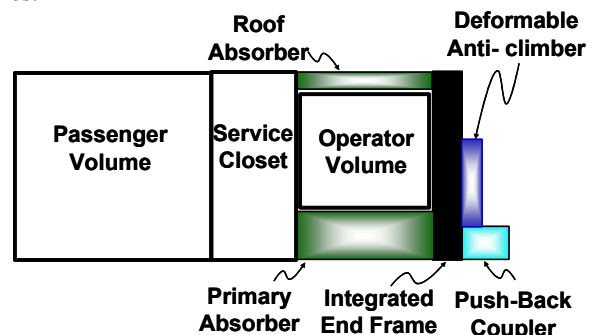 Deformable
Anti- climber
Roof
Absorber
Passenger
Volume
Service
Closet
Operator
Volume
Primary
Absorber
Integrated
End Frame
Push-Back
Coupler